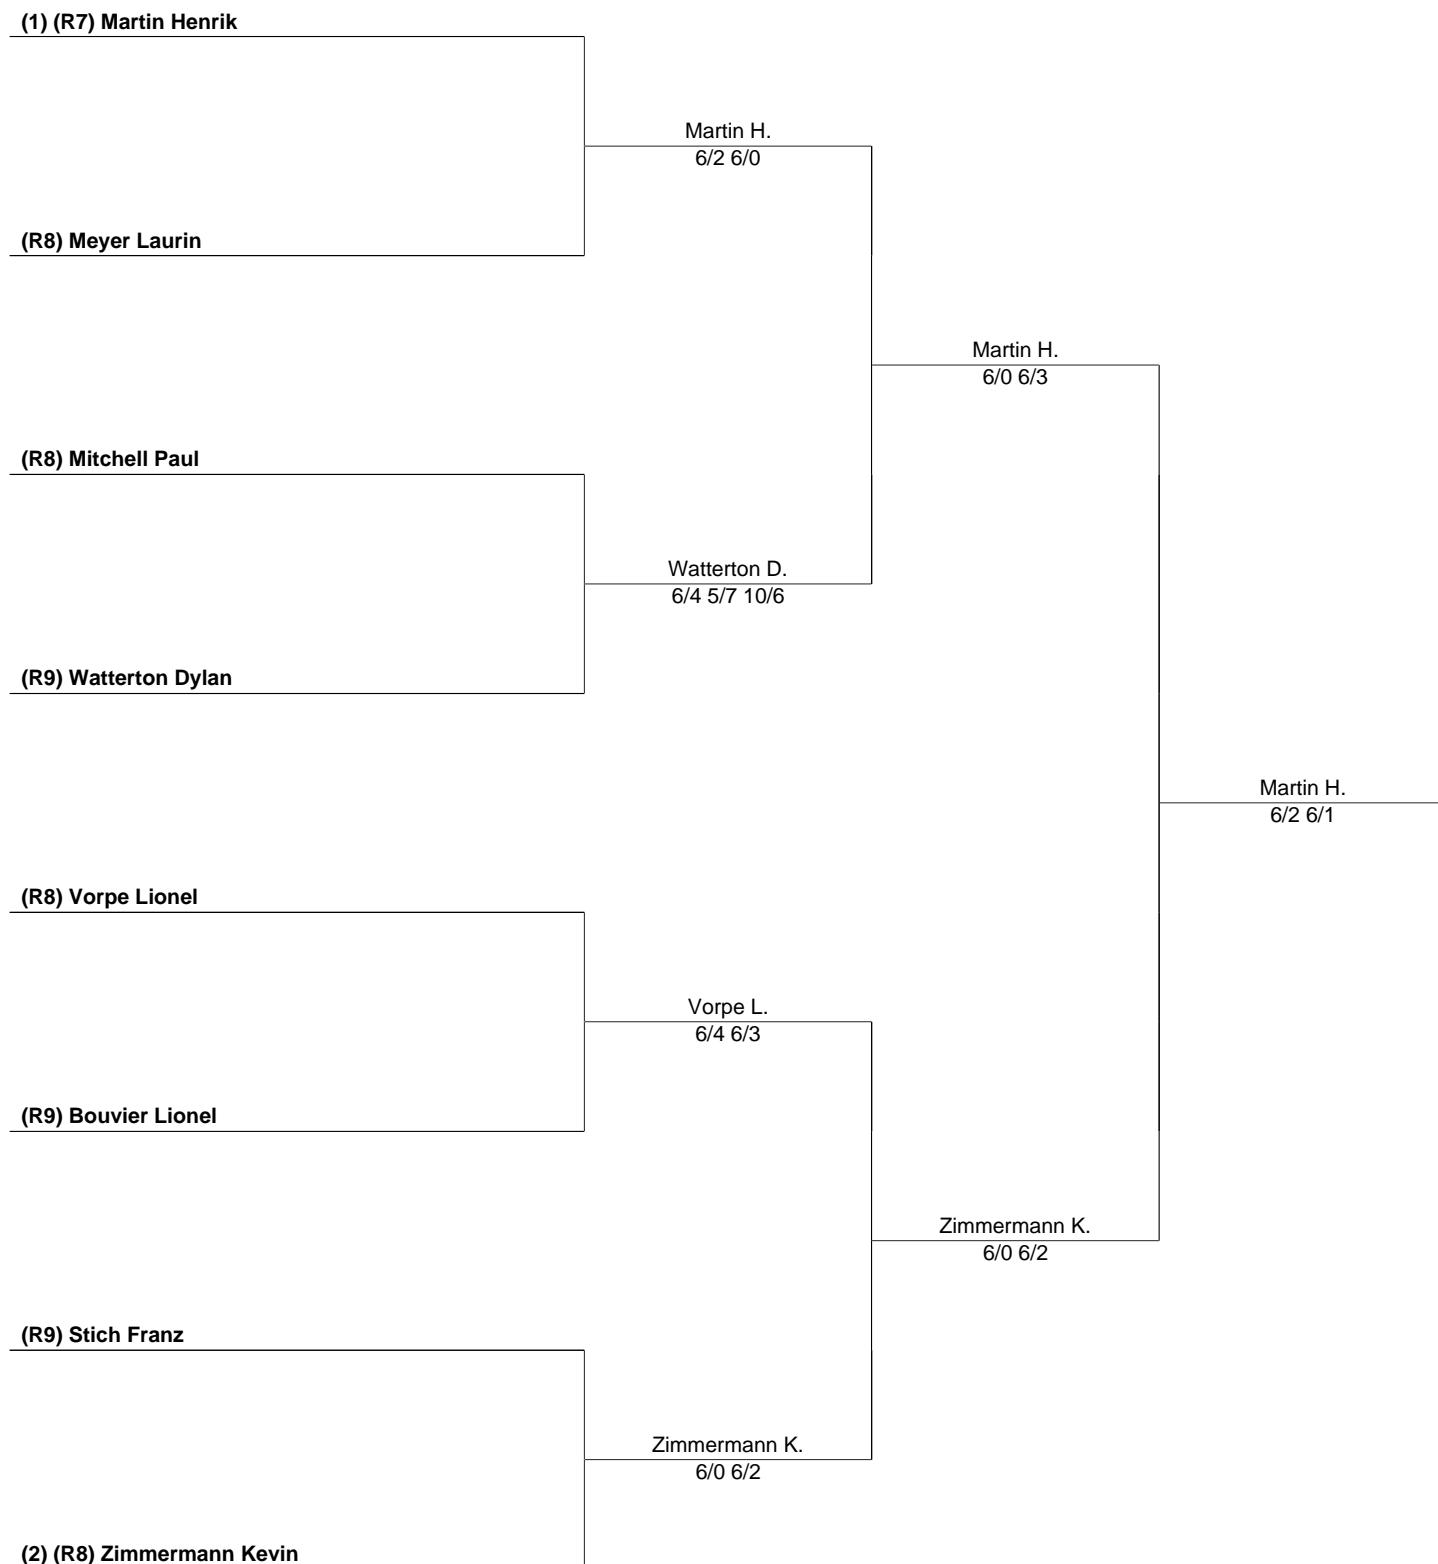 (1) (R7) Martin Henrik
Martin H.
6/2 6/0
(R8) Meyer Laurin
Martin H.
6/0 6/3
(R8) Mitchell Paul
Watterton D.
6/4 5/7 10/6
(R9) Watterton Dylan
Martin H.
6/2 6/1
(R8) Vorpe Lionel
Vorpe L.
6/4 6/3
(R9) Bouvier Lionel
Zimmermann K.
6/0 6/2
(R9) Stich Franz
Zimmermann K.
6/0 6/2
(2) (R8) Zimmermann Kevin